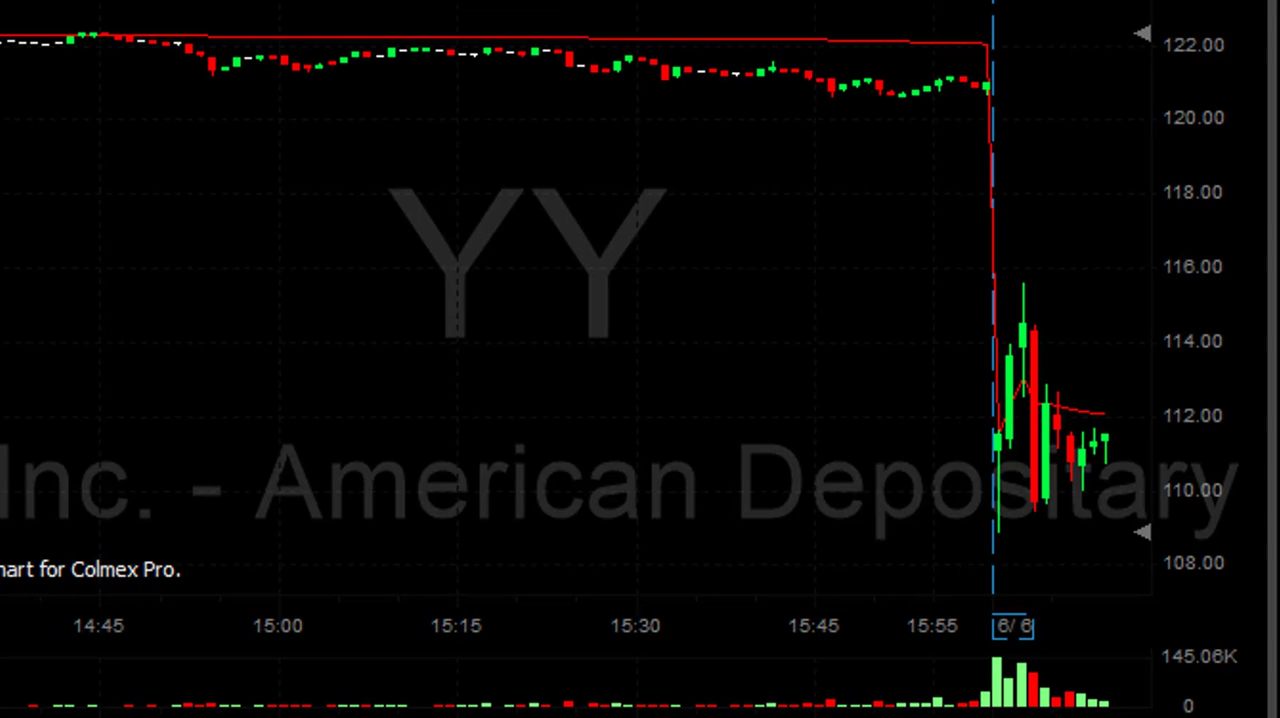 122.00
120.00
118.00
YY
116.00
114.00
112.00
Inc. - American Depositary
110.00
108.00
hart for Colmex Pro.
14:45 15:00 15:15 15:30 15:45 15:55 6/ 6
145.06K
0